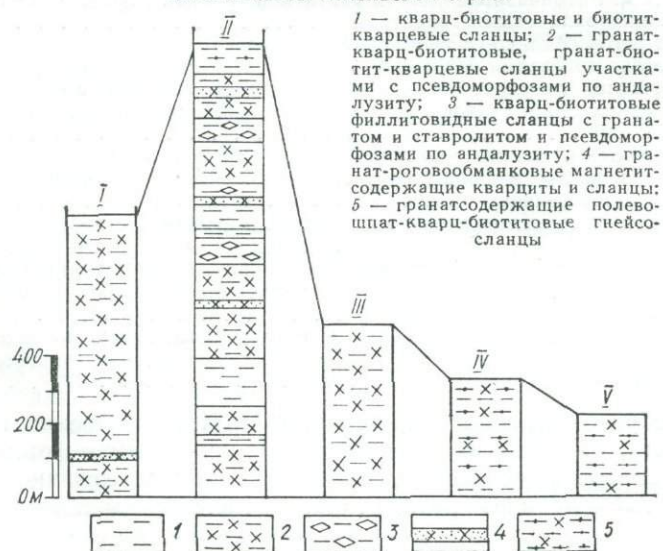 1 — кварц-биотитовые и биотит-
кварцевые сланцы; 2 — гранат-
кварц-биотитовые, гранат-био-
тит-кварцевые сланцы участка-
ми с псевдоморфозами по анда-
лузиту; 3 — кварц-биотитовые
филлитовидные сланцы с грана-
том и ставролитом и псевдомор-
фозами по андалузиту; 4 — гра-
нат-роговообманковые магнетит-
содержащие кварциты и сланцы;
5 — гранатсодержащие полево-
шпат-кварц-биотитовые гнейсо-
сланцы
II
I
III
IV
V
400
200
0м
1 2 3 4 5